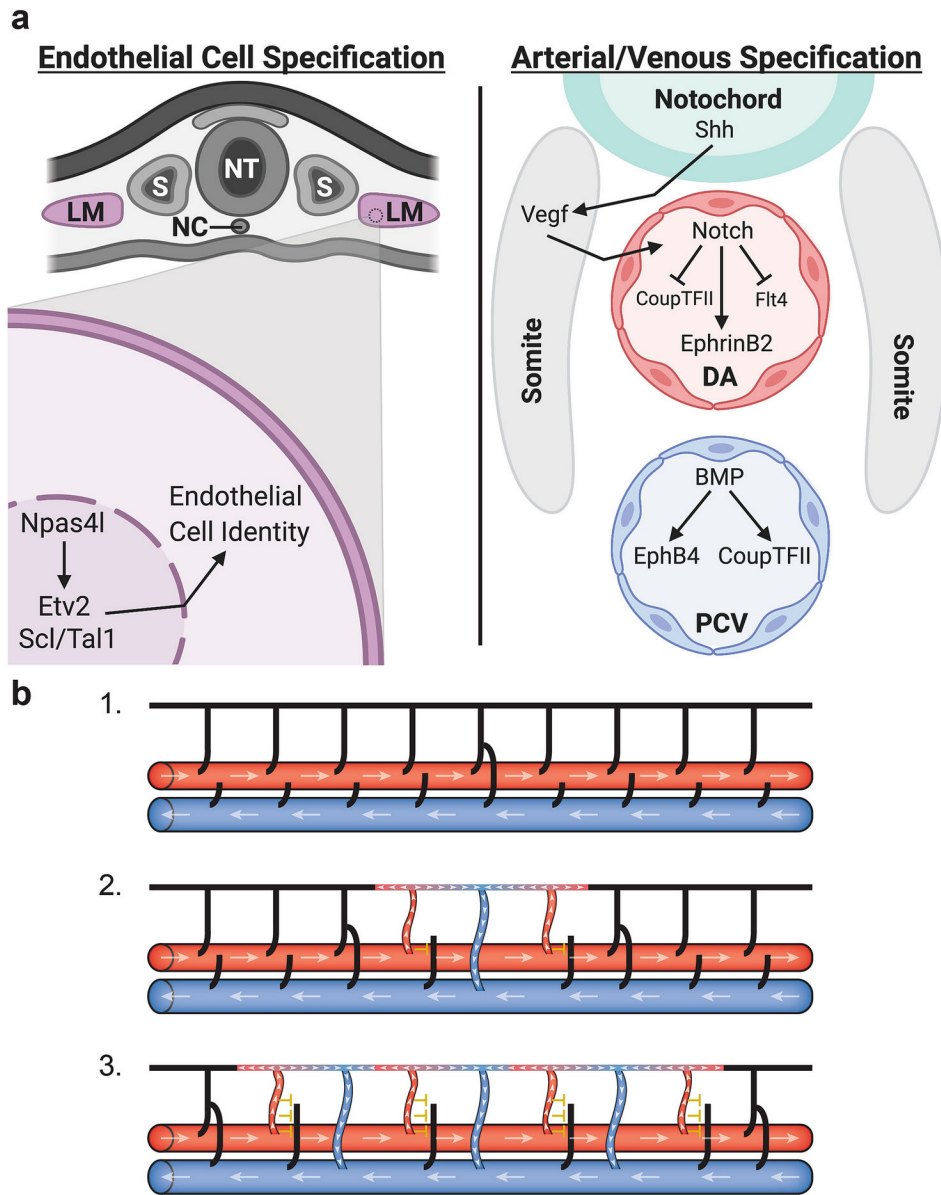 a
Endothelial Cell Specification
NT
S
S
LM
LM
NC
Npas4l
Etv2
Scl/Tal1
Endothelial
Cell Identity
Arterial/Venous Specification
Notochord
Shh
Vegf
Notch
CoupTFII
Flt4
EphrinB2
DA
Somite
Somite
BMP
EphB4
CoupTFII
PCV
b
1.
2.
3.